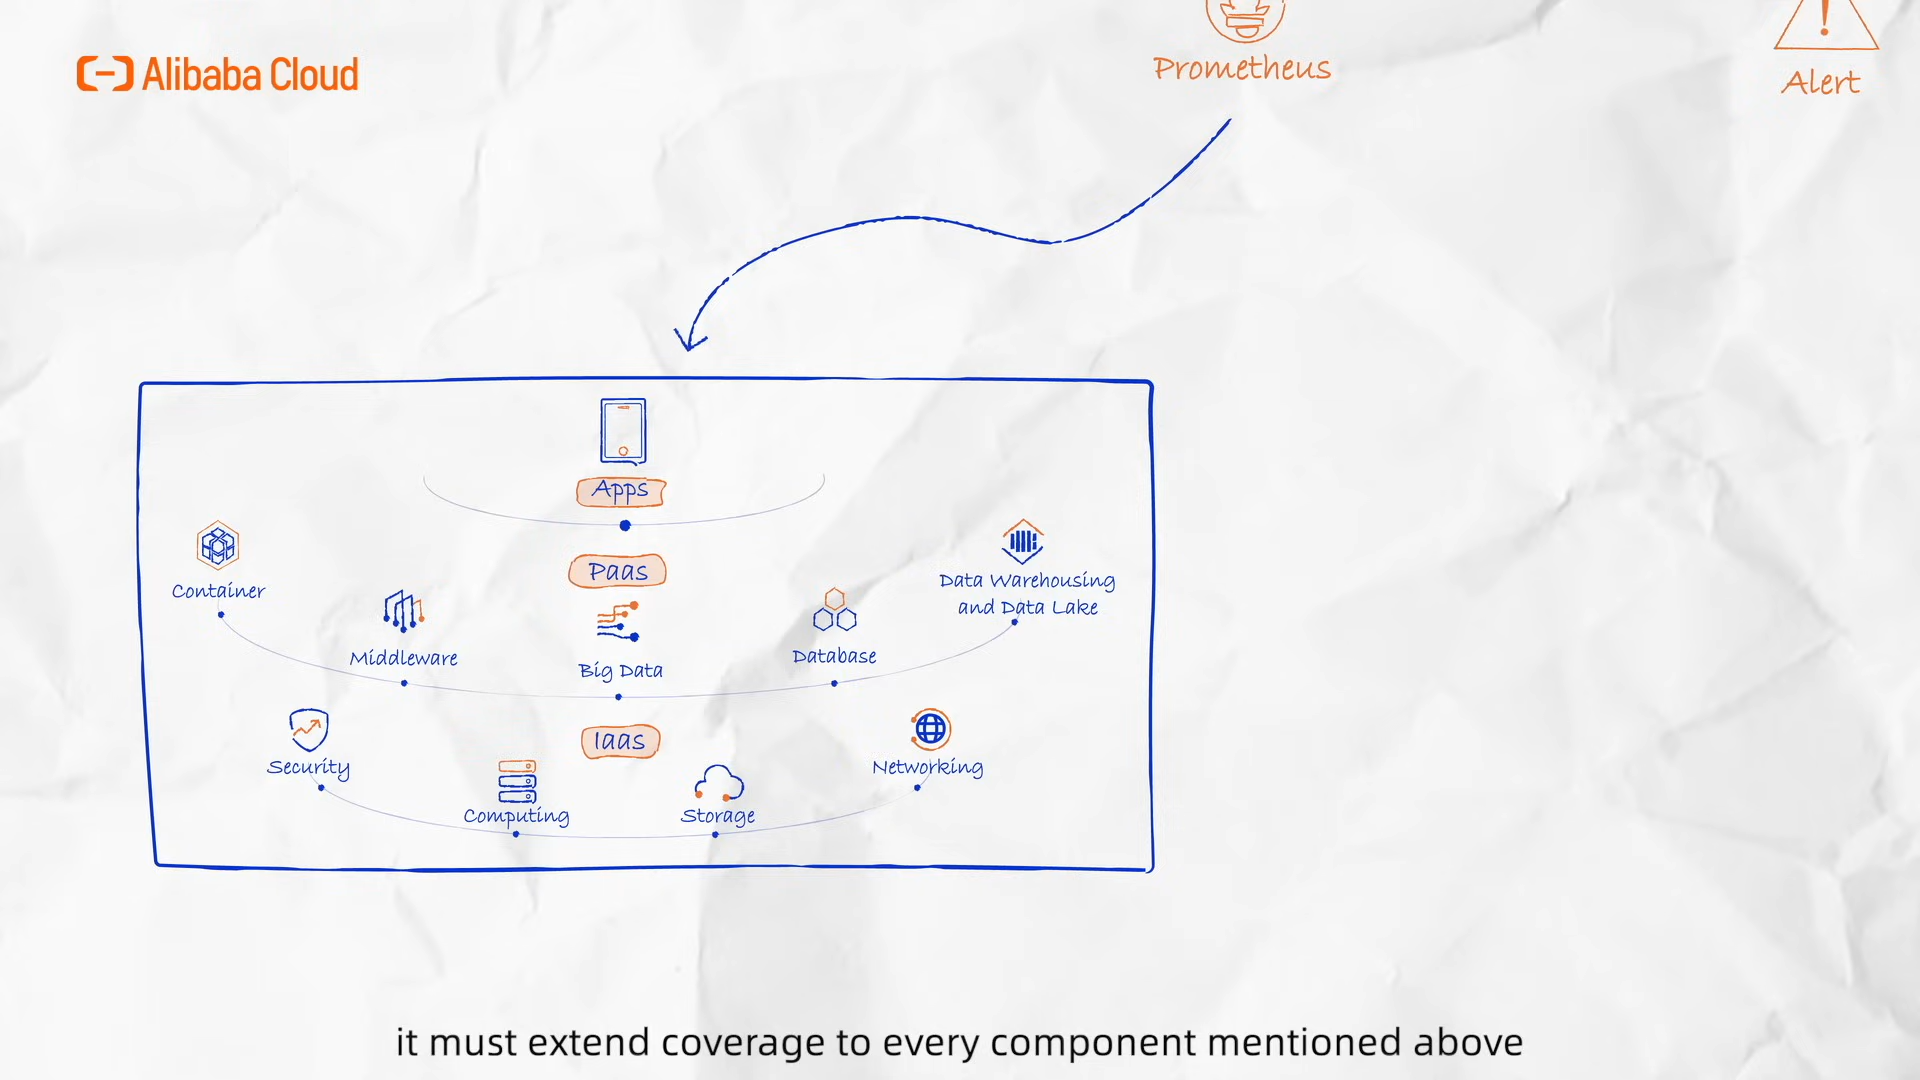 Alibaba Cloud
Prometheus
Alert
Apps
Paas
Container
Middleware
Big Data
Database
Data Warehousing
and Data Lake
Iaas
Security
Computing
Storage
Networking
it must extend coverage to every component mentioned above